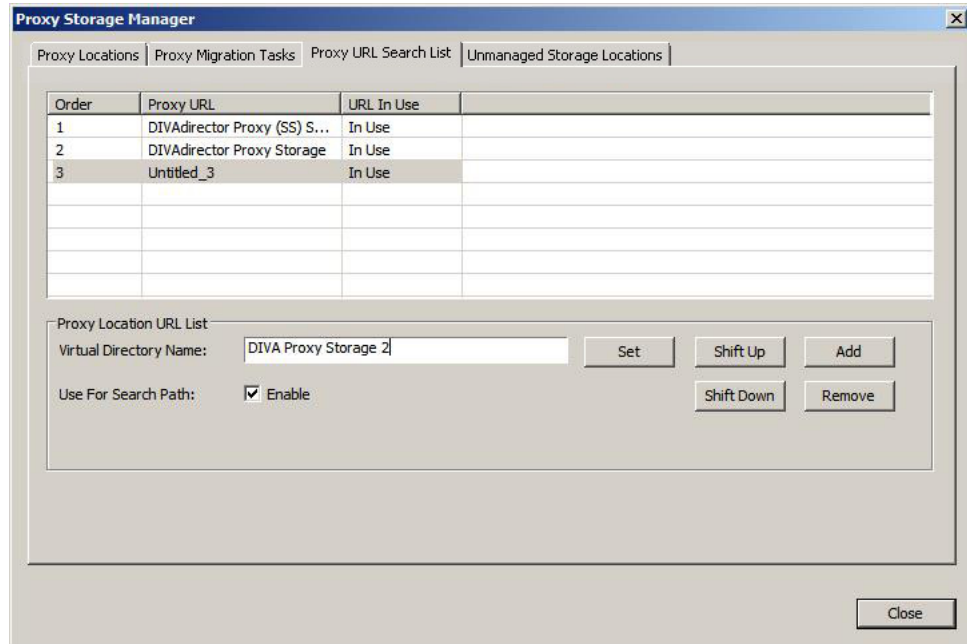 Proxy Storage Manager
Proxy Locations Proxy Migration Tasks Proxy URL Search List Unmanaged Storage Locations
Order Proxy URL URL In Use
1 DIVAdirector Proxy (SS) S... In Use
2 DIVAdirector Proxy Storage In Use
3 Untitled_3 In Use
Proxy Location URL List
Virtual Directory Name: DIVA Proxy Storage 2 Set Shift Up Add
Use For Search Path: Enable Shift Down Remove
Close